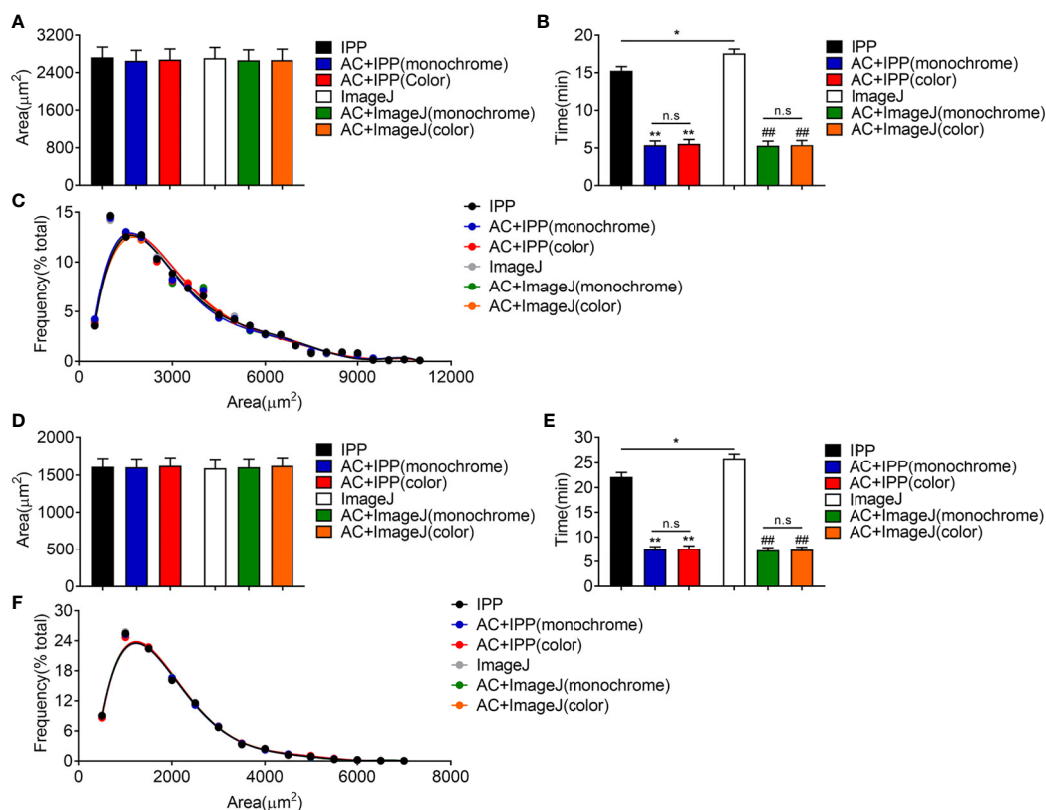 A
3200
2400
1600
800
0
Area(μm²)
IPP
AC+IPP(monochrome)
AC+IPP(Color)
ImageJ
AC+ImageJ(monochrome)
AC+ImageJ(color)
B
20
15
10
5
0
Time(min)
*
n.s
n.s
** ** ## ##
IPP
AC+IPP(monochrome)
AC+IPP(color)
ImageJ
AC+ImageJ(monochrome)
AC+ImageJ(color)
C
15
10
5
0
Frequency(% total)
0 3000 6000 9000 12000
Area(μm²)
IPP
AC+IPP(monochrome)
AC+IPP(color)
ImageJ
AC+ImageJ(monochrome)
AC+ImageJ(color)
D
2000
1500
1000
500
0
Area(μm²)
IPP
AC+IPP(monochrome)
AC+IPP(color)
ImageJ
AC+ImageJ(monochrome)
AC+ImageJ(color)
E
30
25
20
15
10
5
0
Time(min)
*
n.s
n.s
** ** ## ##
IPP
AC+IPP(monochrome)
AC+IPP(color)
ImageJ
AC+ImageJ(monochrome)
AC+ImageJ(color)
F
30
24
18
12
6
0
Frequency(% total)
0 2000 4000 6000 8000
Area(μm²)
IPP
AC+IPP(monochrome)
AC+IPP(color)
ImageJ
AC+ImageJ(monochrome)
AC+ImageJ(color)